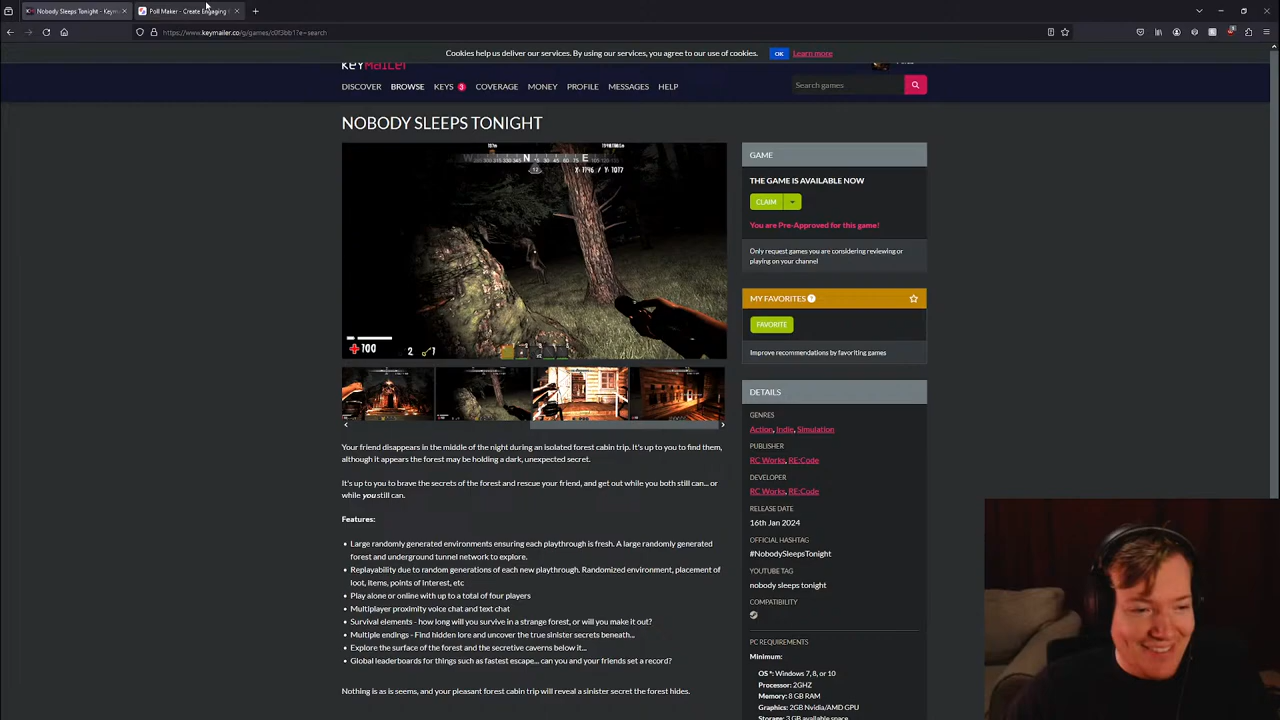 Nobody Sleeps Tonight - Keym
Poll Maker - Create Engaging
https://www.keymailer.co/g/games/c9f3bb1?e=search
Cookies help us deliver our services. By using our services, you agree to our use of cookies. OK Learn more
keymailer
DISCOVER BROWSE KEYS 3 COVERAGE MONEY PROFILE MESSAGES HELP Search games
NOBODY SLEEPS TONIGHT
N E
12
X: 1146 / Y: 1017
100 2 1
Your friend disappears in the middle of the night during an isolated forest cabin trip. It's up to you to find them,
although it appears the forest may be holding a dark, unexpected secret.
It's up to you to brave the secrets of the forest and rescue your friend, and get out while you both still can... or
while you still can.
Features:
• Large randomly generated environments ensuring each playthrough is fresh. A large randomly generated
forest and underground tunnel network to explore.
• Replayability due to random generations of each new playthrough. Randomized environment, placement of
loot, items, points of interest, etc
• Play alone or online with up to a total of four players
• Multiplayer proximity voice chat and text chat
• Survival elements - how long will you survive in a strange forest, or will you make it out?
• Multiple endings - Find hidden lore and uncover the true sinister secrets beneath...
• Explore the surface of the forest and the secretive caverns below it...
• Global leaderboards for things such as fastest escape... can you and your friends set a record?
Nothing is as is seems, and your pleasant forest cabin trip will reveal a sinister secret the forest hides.
GAME
THE GAME IS AVAILABLE NOW
CLAIM
You are Pre-Approved for this game!
Only request games you are considering reviewing or
playing on your channel
MY FAVORITES ?
FAVORITE
Improve recommendations by favoriting games
DETAILS
GENRES
Action, Indie, Simulation
PUBLISHER
RC Works, RE:Code
DEVELOPER
RC Works, RE:Code
RELEASE DATE
16th Jan 2024
OFFICIAL HASHTAG
#NobodySleepsTonight
YOUTUBE TAG
nobody sleeps tonight
COMPATIBILITY
PC REQUIREMENTS
Minimum:
OS *: Windows 7, 8, or 10
Processor: 2GHZ
Memory: 8 GB RAM
Graphics: 2GB Nvidia/AMD GPU
Storage: 3 GB available space